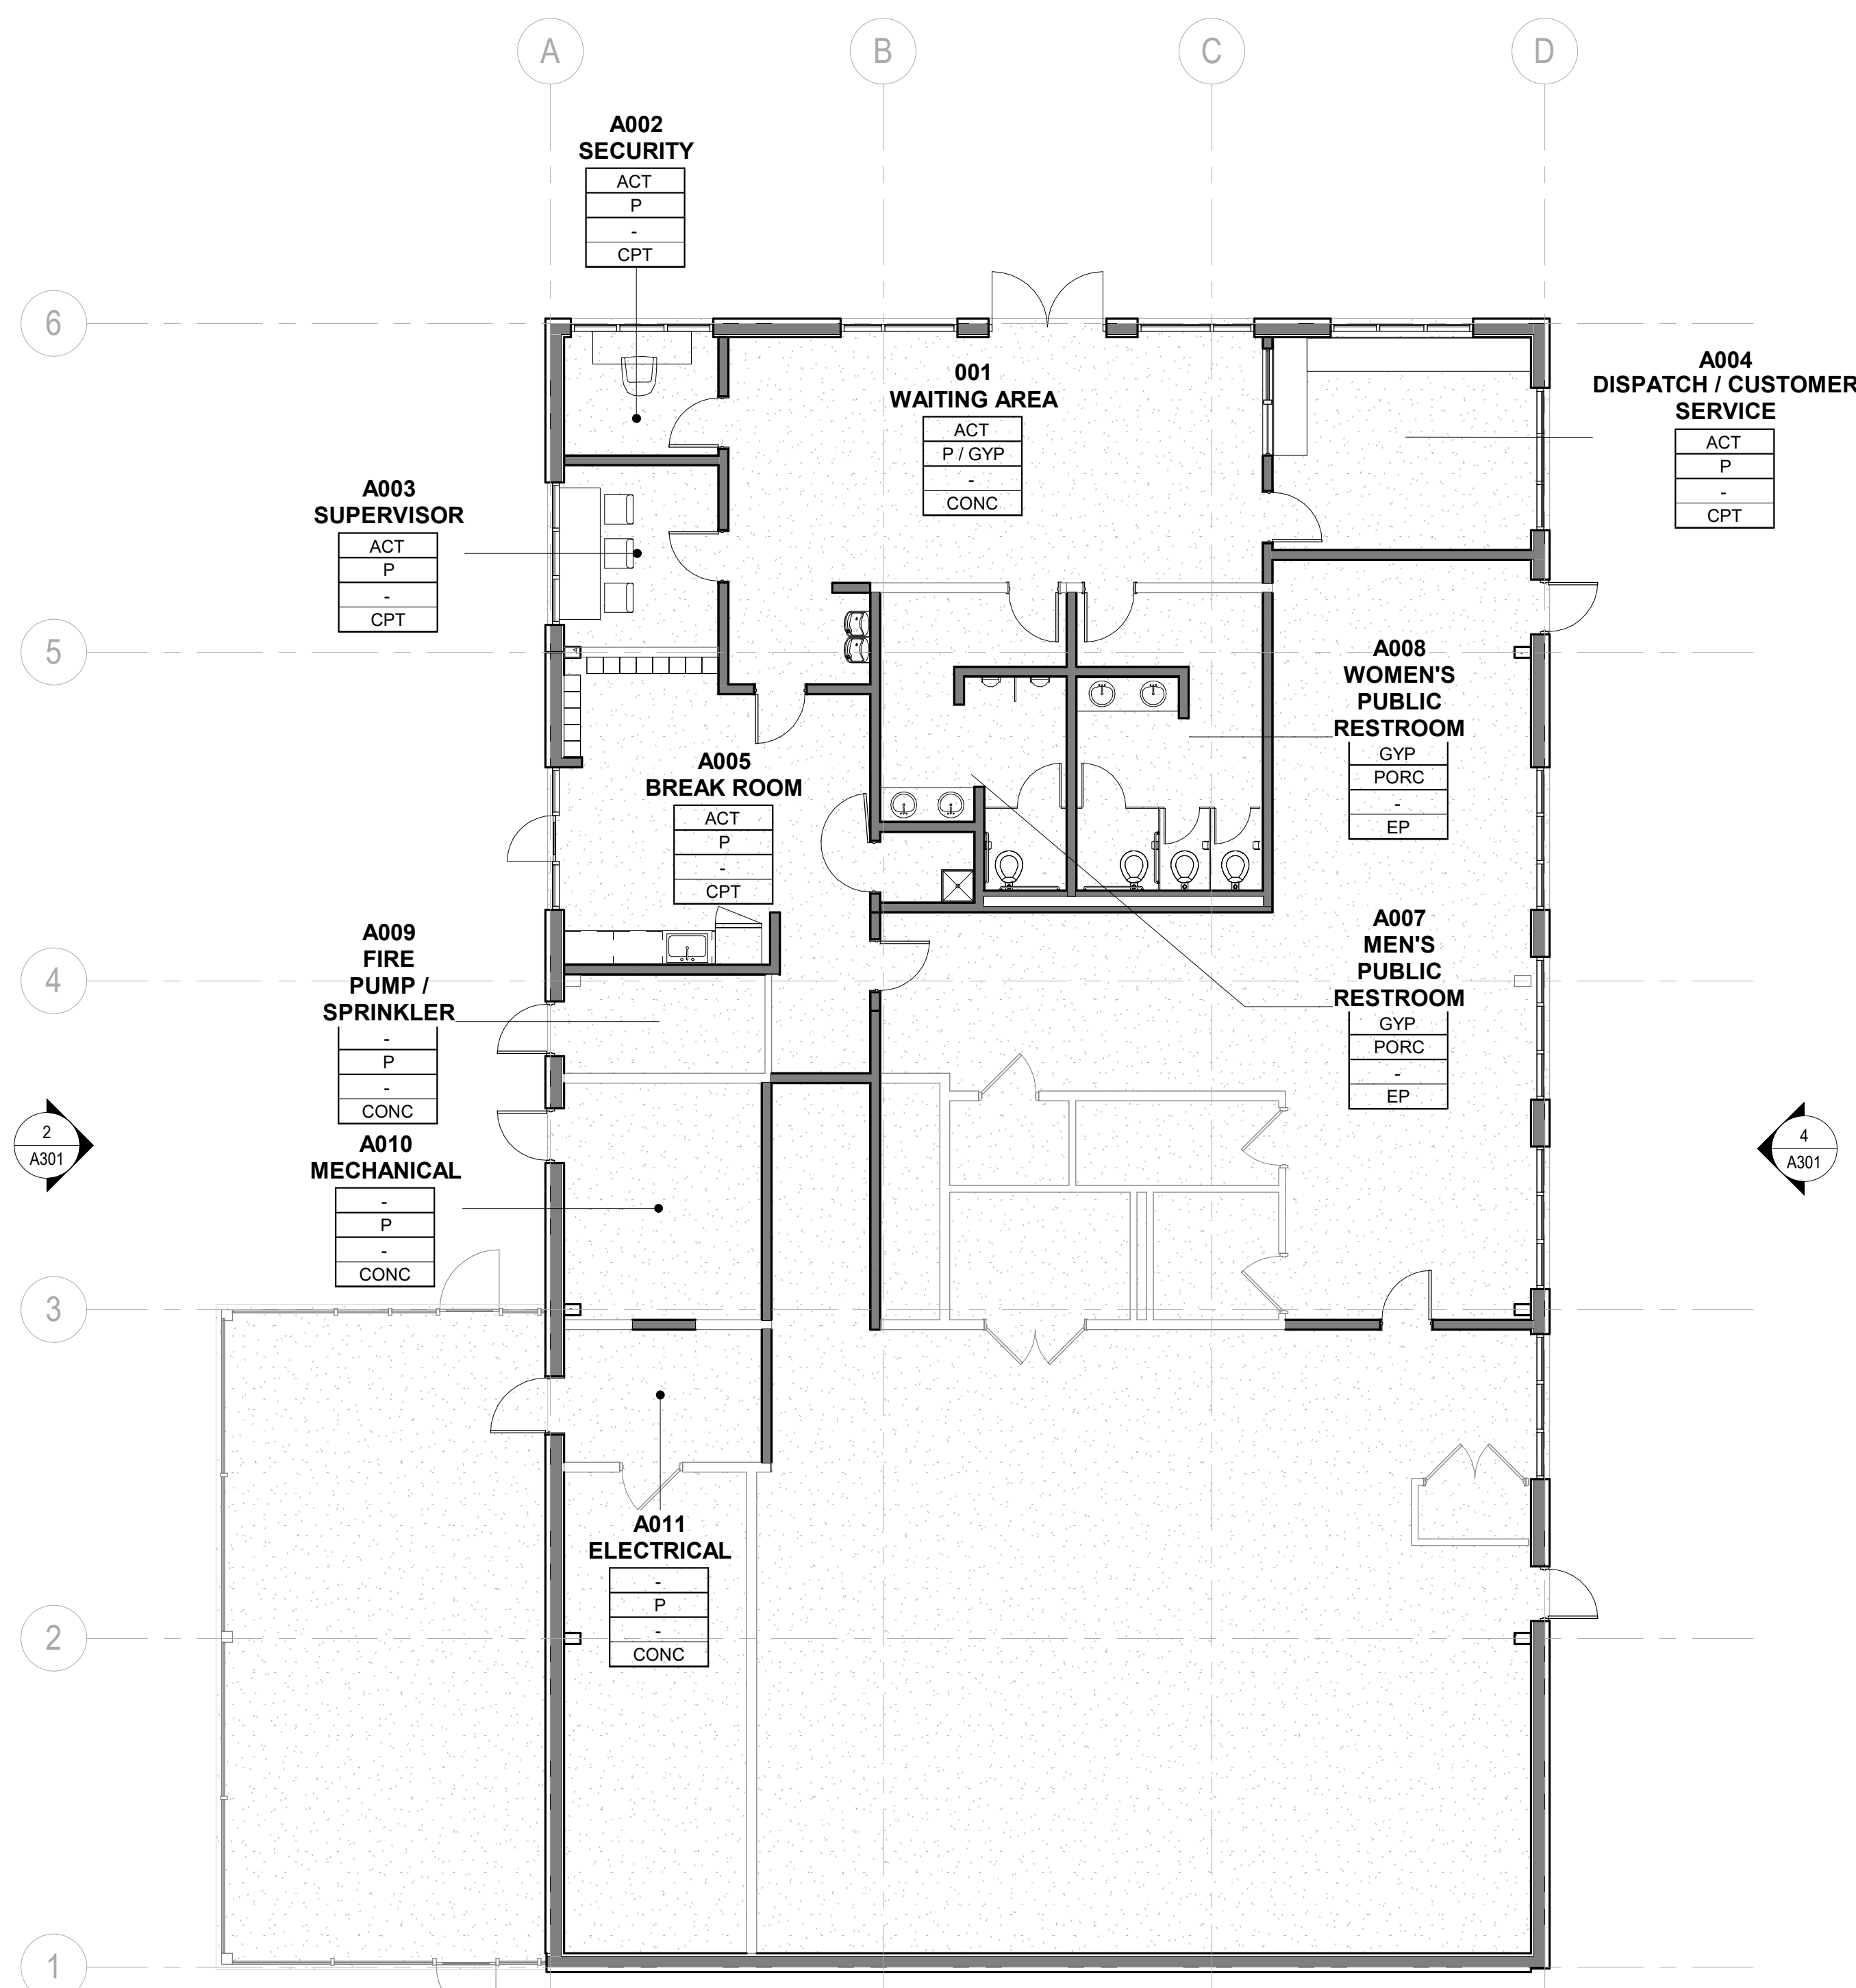 A
B
C
D
A002
SECURITY
ACT
P
-
CPT
6
001
WAITING AREA
ACT
P / GYP
-
CONC
A004
DISPATCH / CUSTOMER
SERVICE
ACT
P
-
CPT
A003
SUPERVISOR
ACT
P
-
CPT
5
A008
WOMEN'S
PUBLIC
RESTROOM
GYP
PORC
-
EP
A005
BREAK ROOM
ACT
P
-
CPT
A009
FIRE
PUMP /
SPRINKLER
-
P
-
CONC
4
A007
MEN'S
PUBLIC
RESTROOM
GYP
PORC
-
EP
2
A301
A010
MECHANICAL
-
P
-
CONC
4
A301
3
A011
ELECTRICAL
-
P
-
CONC
2
1